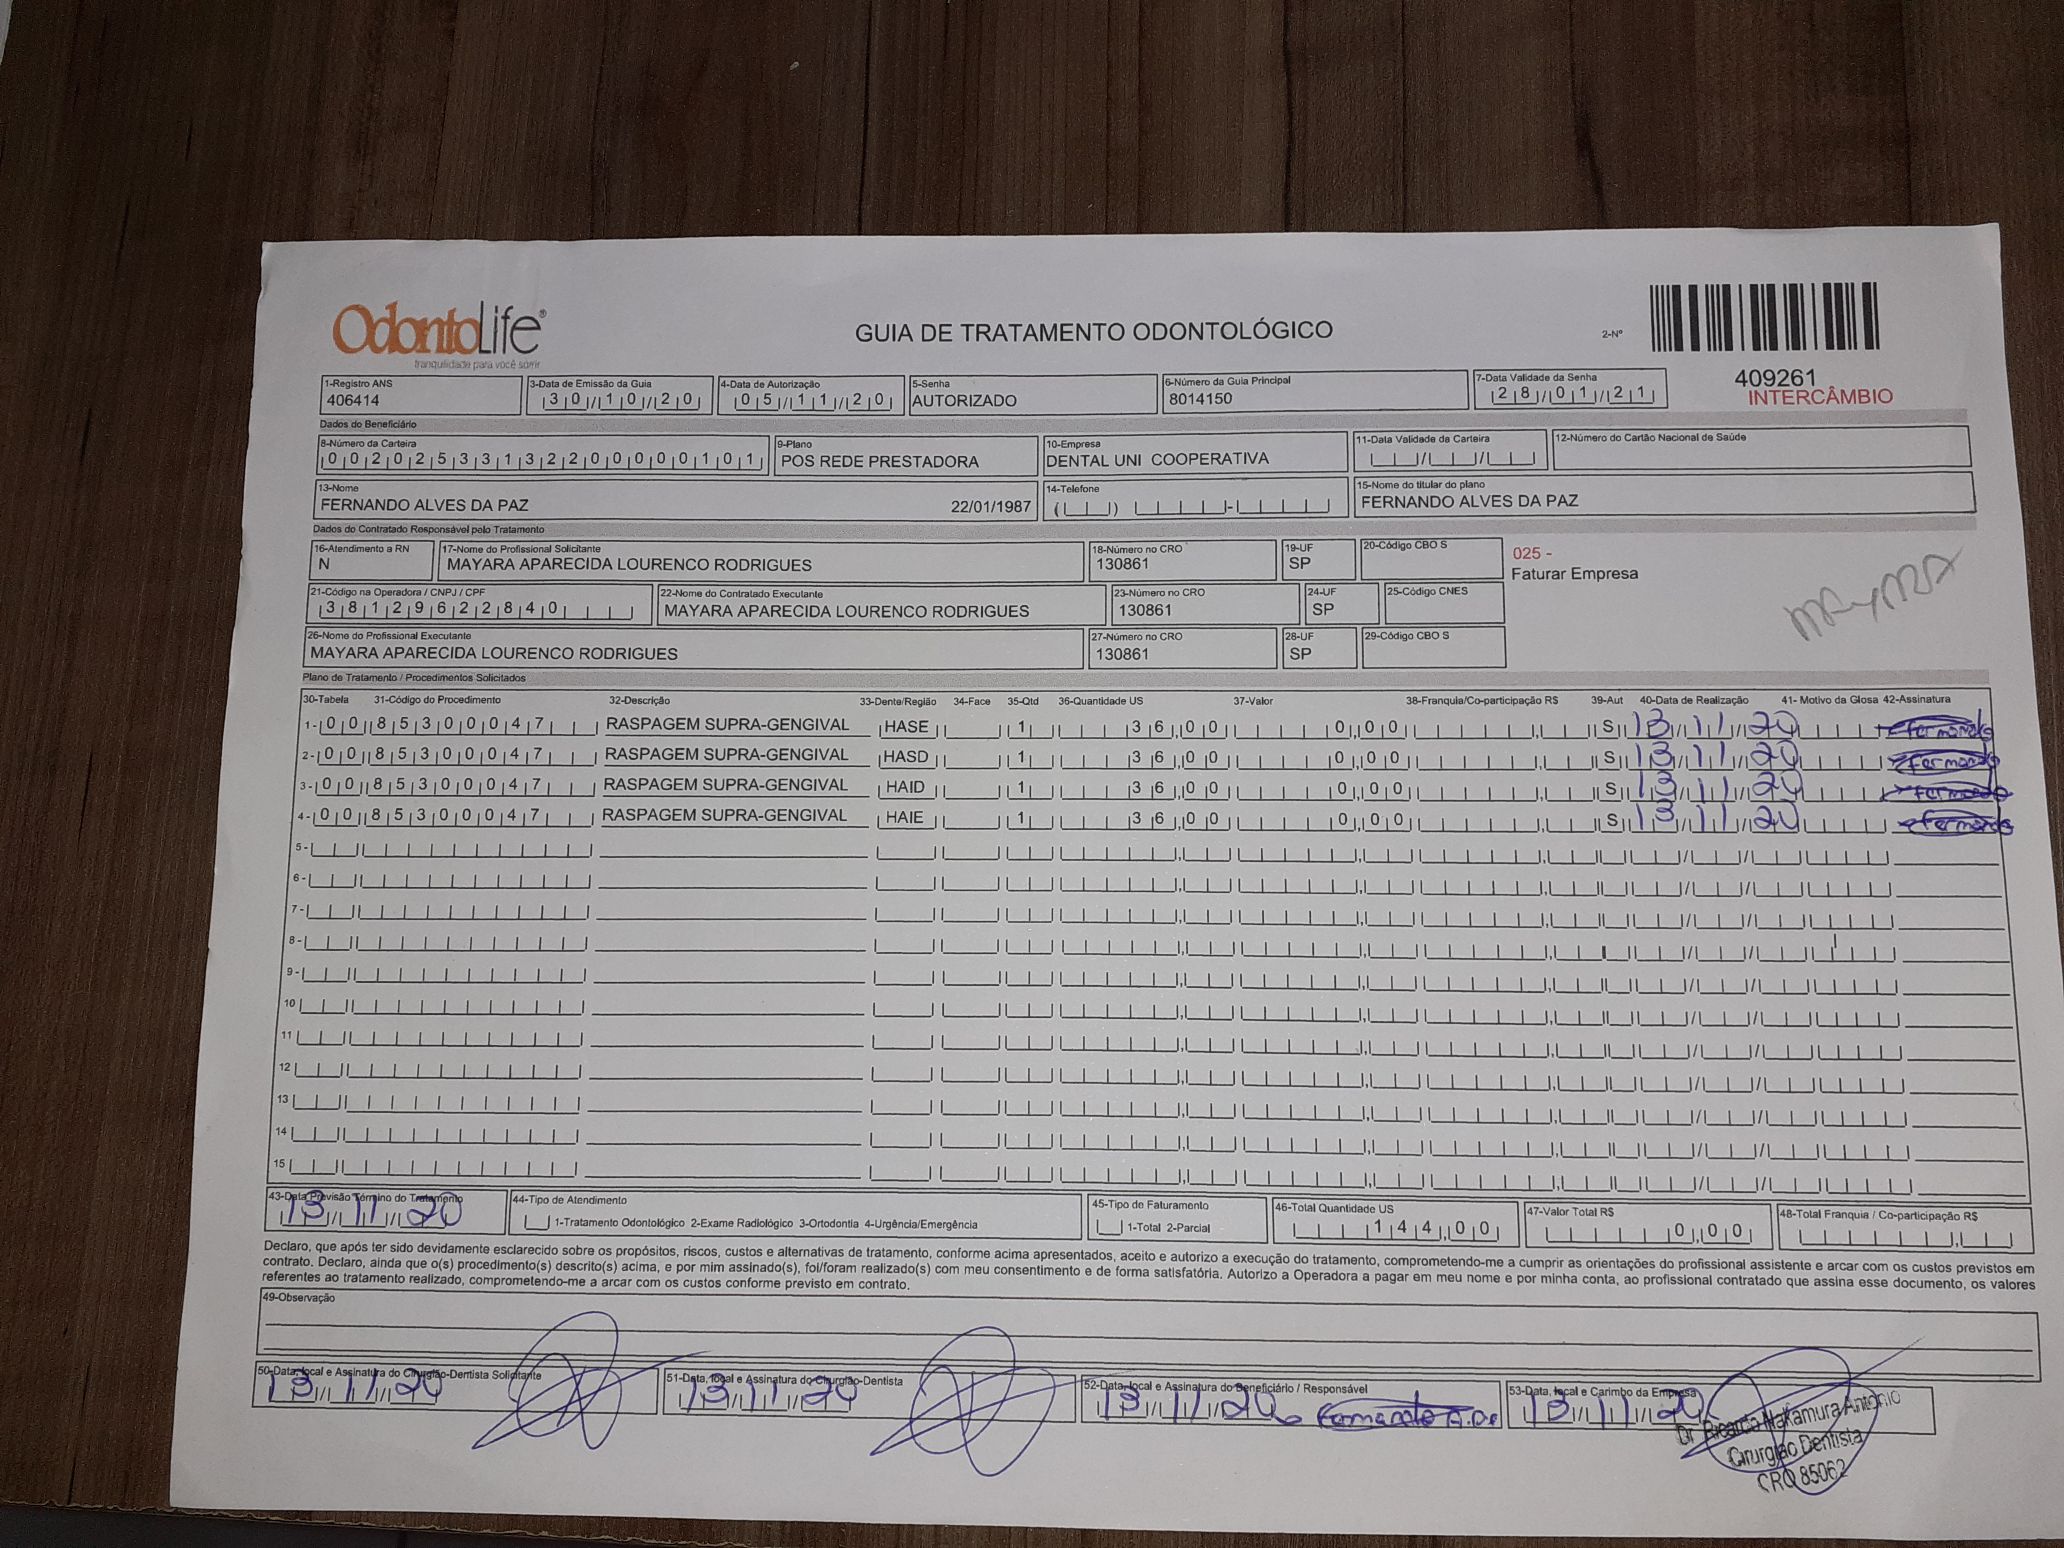 OdontoLife®
tranquilidade para você sorrir
GUIA DE TRATAMENTO ODONTOLÓGICO
2-Nº
409261
INTERCÂMBIO
1-Registro ANS
406414
3-Data de Emissão da Guia
30/10/20
4-Data de Autorização
05/11/20
5-Senha
AUTORIZADO
6-Número da Guia Principal
8014150
7-Data Validade da Senha
28/01/21
Dados do Beneficiário
8-Número da Carteira
00202533132200000101
9-Plano
POS REDE PRESTADORA
10-Empresa
DENTAL UNI COOPERATIVA
11-Data Validade da Carteira
12-Número do Cartão Nacional de Saúde
13-Nome
FERNANDO ALVES DA PAZ 22/01/1987
14-Telefone
15-Nome do titular do plano
FERNANDO ALVES DA PAZ
Dados do Contratado Responsável pelo Tratamento
16-Atendimento a RN
N
17-Nome do Profissional Solicitante
MAYARA APARECIDA LOURENCO RODRIGUES
18-Número no CRO
130861
19-UF
SP
20-Código CBO S
025 -
Faturar Empresa
21-Código na Operadora / CNPJ / CPF
38129622840
22-Nome do Contratado Executante
MAYARA APARECIDA LOURENCO RODRIGUES
23-Número no CRO
130861
24-UF
SP
25-Código CNES
26-Nome do Profissional Executante
MAYARA APARECIDA LOURENCO RODRIGUES
27-Número no CRO
130861
28-UF
SP
29-Código CBO S
Plano de Tratamento / Procedimentos Solicitados
30-Tabela 31-Código do Procedimento 32-Descrição 33-Dente/Região 34-Face 35-Qtd 36-Quantidade US 37-Valor 38-Franquia/Co-participação R$ 39-Aut 40-Data de Realização 41- Motivo da Glosa 42-Assinatura
1- 00 85300047 RASPAGEM SUPRA-GENGIVAL HASE 1 36,00 0,00 S 13/11/20 Fernando
2- 00 85300047 RASPAGEM SUPRA-GENGIVAL HASD 1 36,00 0,00 S 13/11/20 Fernando
3- 00 85300047 RASPAGEM SUPRA-GENGIVAL HAID 1 36,00 0,00 S 13/11/20 Fernando
4- 00 85300047 RASPAGEM SUPRA-GENGIVAL HAIE 1 36,00 0,00 S 13/11/20 Fernando
5-
6-
7-
8-
9-
10
11
12
13
14
15
43-Data Previsão Término do Tratamento
13/11/20
44-Tipo de Atendimento
1-Tratamento Odontológico 2-Exame Radiológico 3-Ortodontia 4-Urgência/Emergência
45-Tipo de Faturamento
1-Total 2-Parcial
46-Total Quantidade US
144,00
47-Valor Total R$
0,00
48-Total Franquia / Co-participação R$
Declaro, que após ter sido devidamente esclarecido sobre os propósitos, riscos, custos e alternativas de tratamento, conforme acima apresentados, aceito e autorizo a execução do tratamento, comprometendo-me a cumprir as orientações do profissional assistente e arcar com os custos previstos em
contrato. Declaro, ainda que o(s) procedimento(s) descrito(s) acima, e por mim assinado(s), foi/foram realizado(s) com meu consentimento e de forma satisfatória. Autorizo a Operadora a pagar em meu nome e por minha conta, ao profissional contratado que assina esse documento, os valores
referentes ao tratamento realizado, comprometendo-me a arcar com os custos conforme previsto em contrato.
49-Observação
50-Data, local e Assinatura do Cirurgião-Dentista Solicitante
13/11/20
51-Data, local e Assinatura do Cirurgião-Dentista
13/11/20
52-Data, local e Assinatura do Beneficiário / Responsável
13/11/20 Fernando
53-Data, local e Carimbo da Empresa
13/11/20
Dr Ricardo Nakamura Antonio
Cirurgião Dentista
CRO 85062